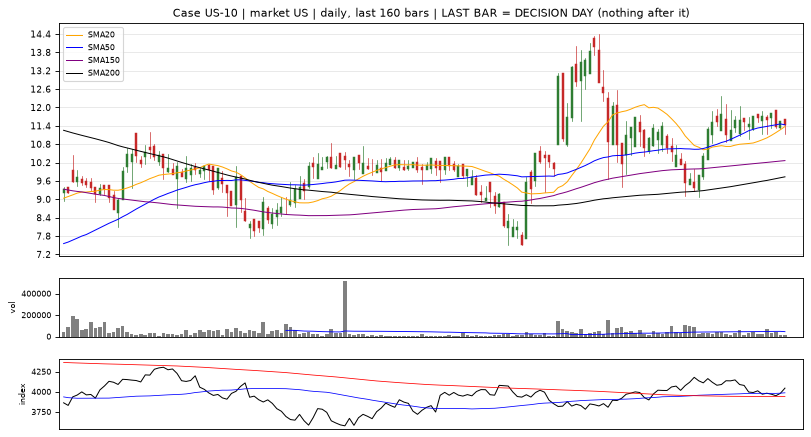 Case US-10 | market US | daily, last 160 bars | LAST BAR = DECISION DAY (nothing after it)
SMA20
SMA50
SMA150
SMA200
14.4
13.8
13.2
12.6
12.0
11.4
10.8
10.2
9.6
9.0
8.4
7.8
7.2
vol
400000
200000
0
index
4250
4000
3750